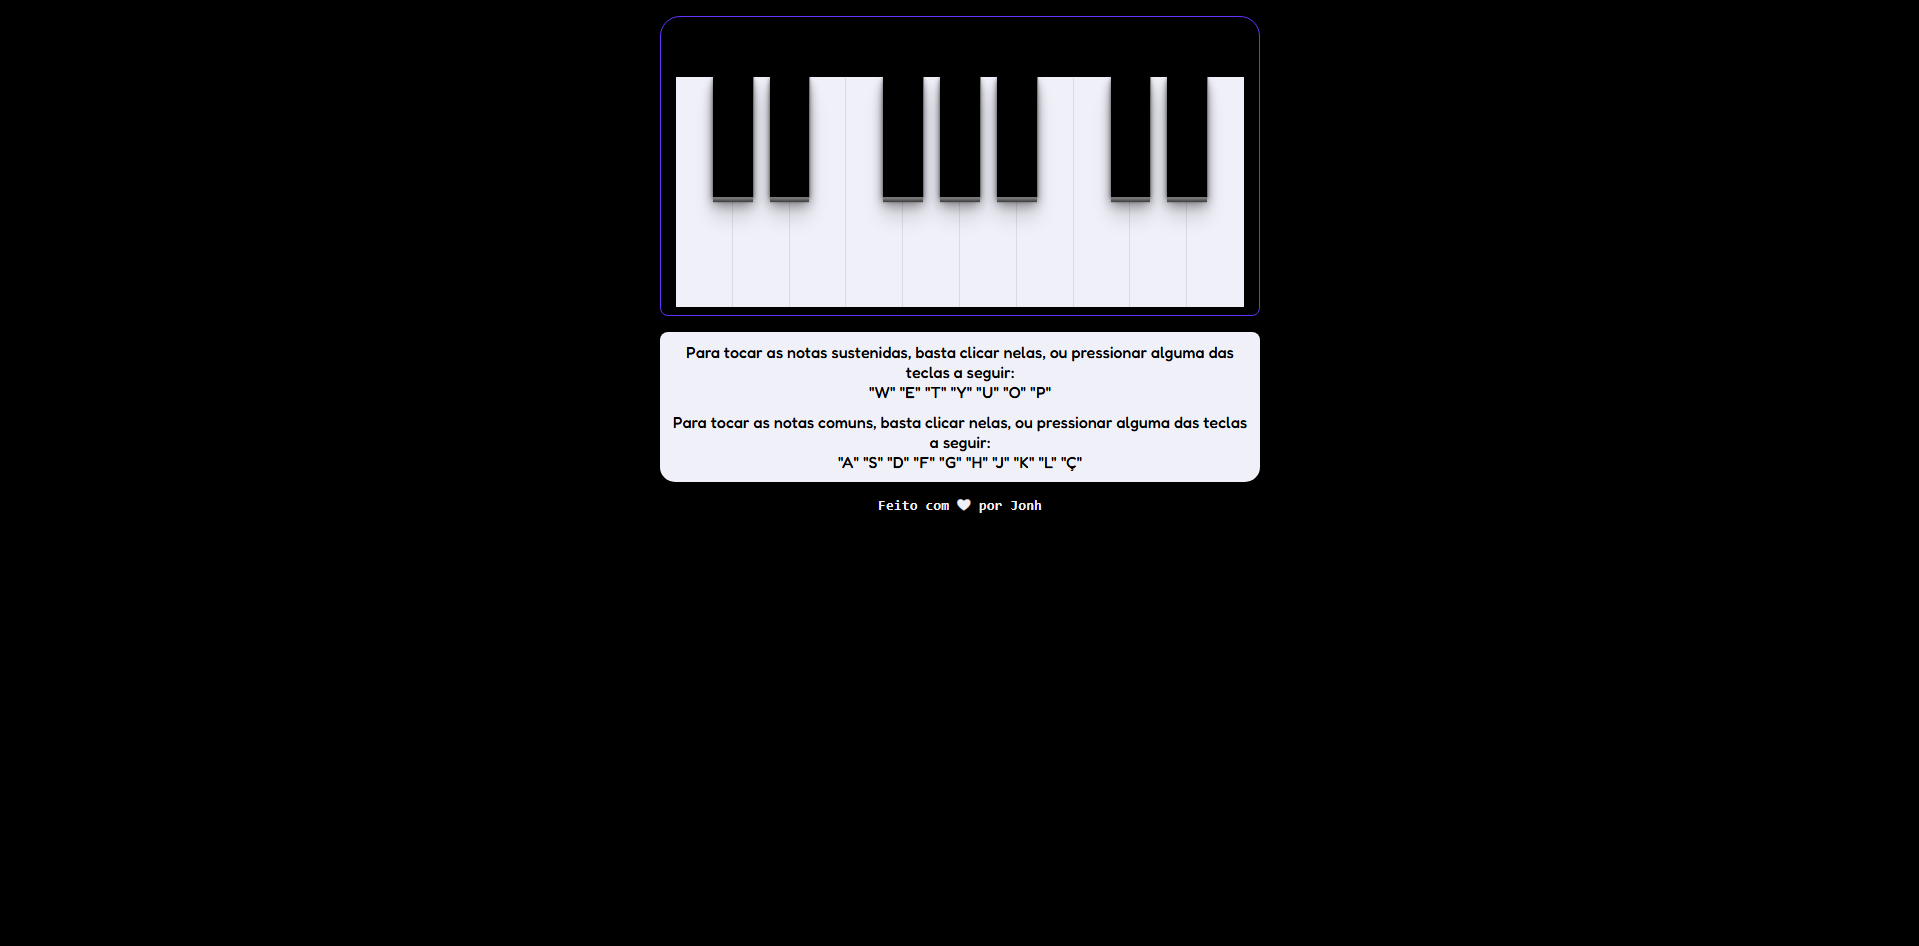 Para tocar as notas sustenidas, basta clicar nelas, ou pressionar alguma das
teclas a seguir:
"W" "E" "T" "Y" "U" "O" "P"
Para tocar as notas comuns, basta clicar nelas, ou pressionar alguma das teclas
a seguir:
"A" "S" "D" "F" "G" "H" "J" "K" "L" "Ç"
Feito com 🤍 por Jonh